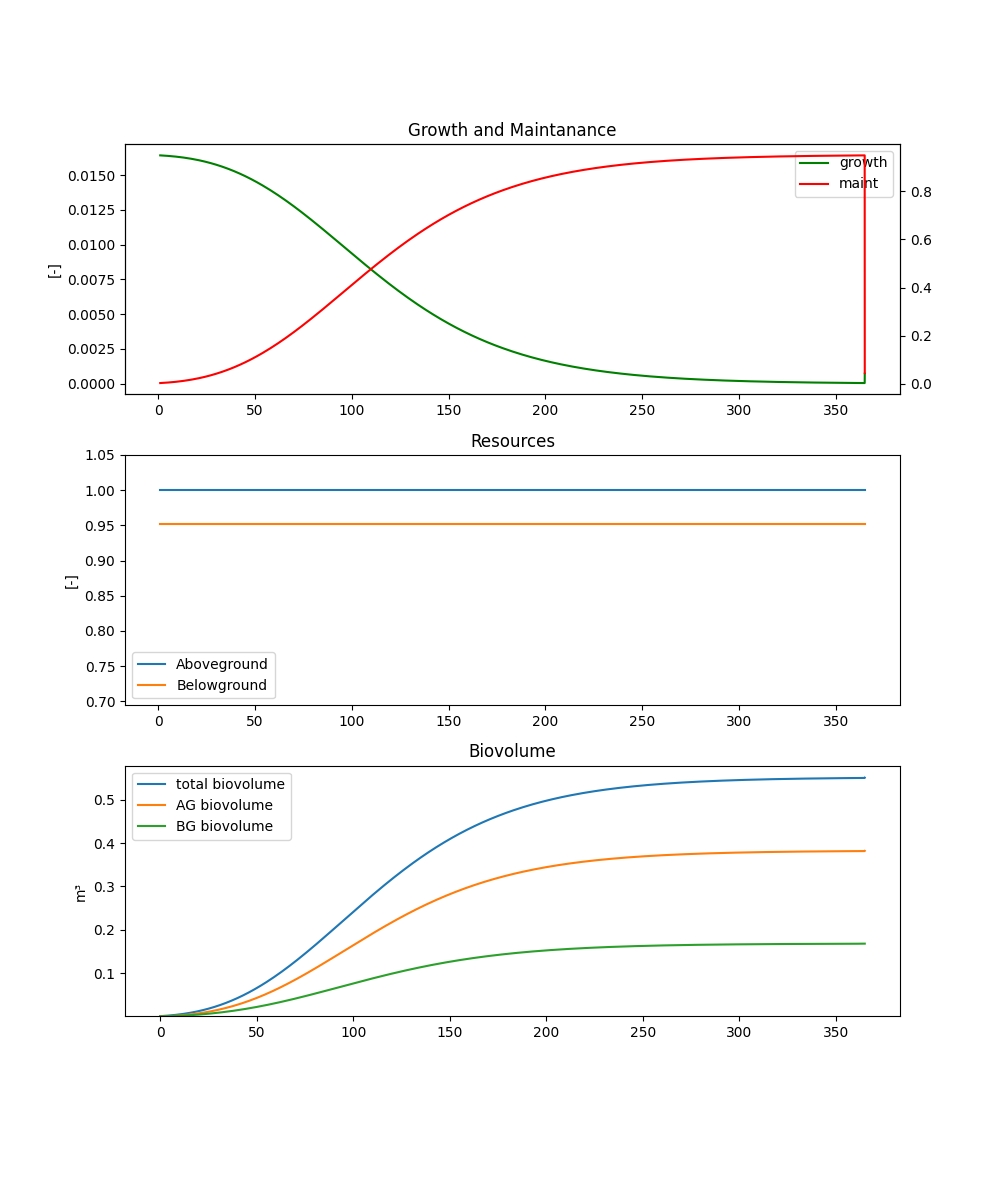 Growth and Maintanance
growth
maint
[-]
0.0150
0.0125
0.0100
0.0075
0.0050
0.0025
0.0000
0.8
0.6
0.4
0.2
0.0
0 50 100 150 200 250 300 350
Resources
[-]
1.05
1.00
0.95
0.90
0.85
0.80
0.75
0.70
Aboveground
Belowground
0 50 100 150 200 250 300 350
Biovolume
total biovolume
AG biovolume
BG biovolume
m³
0.5
0.4
0.3
0.2
0.1
0 50 100 150 200 250 300 350